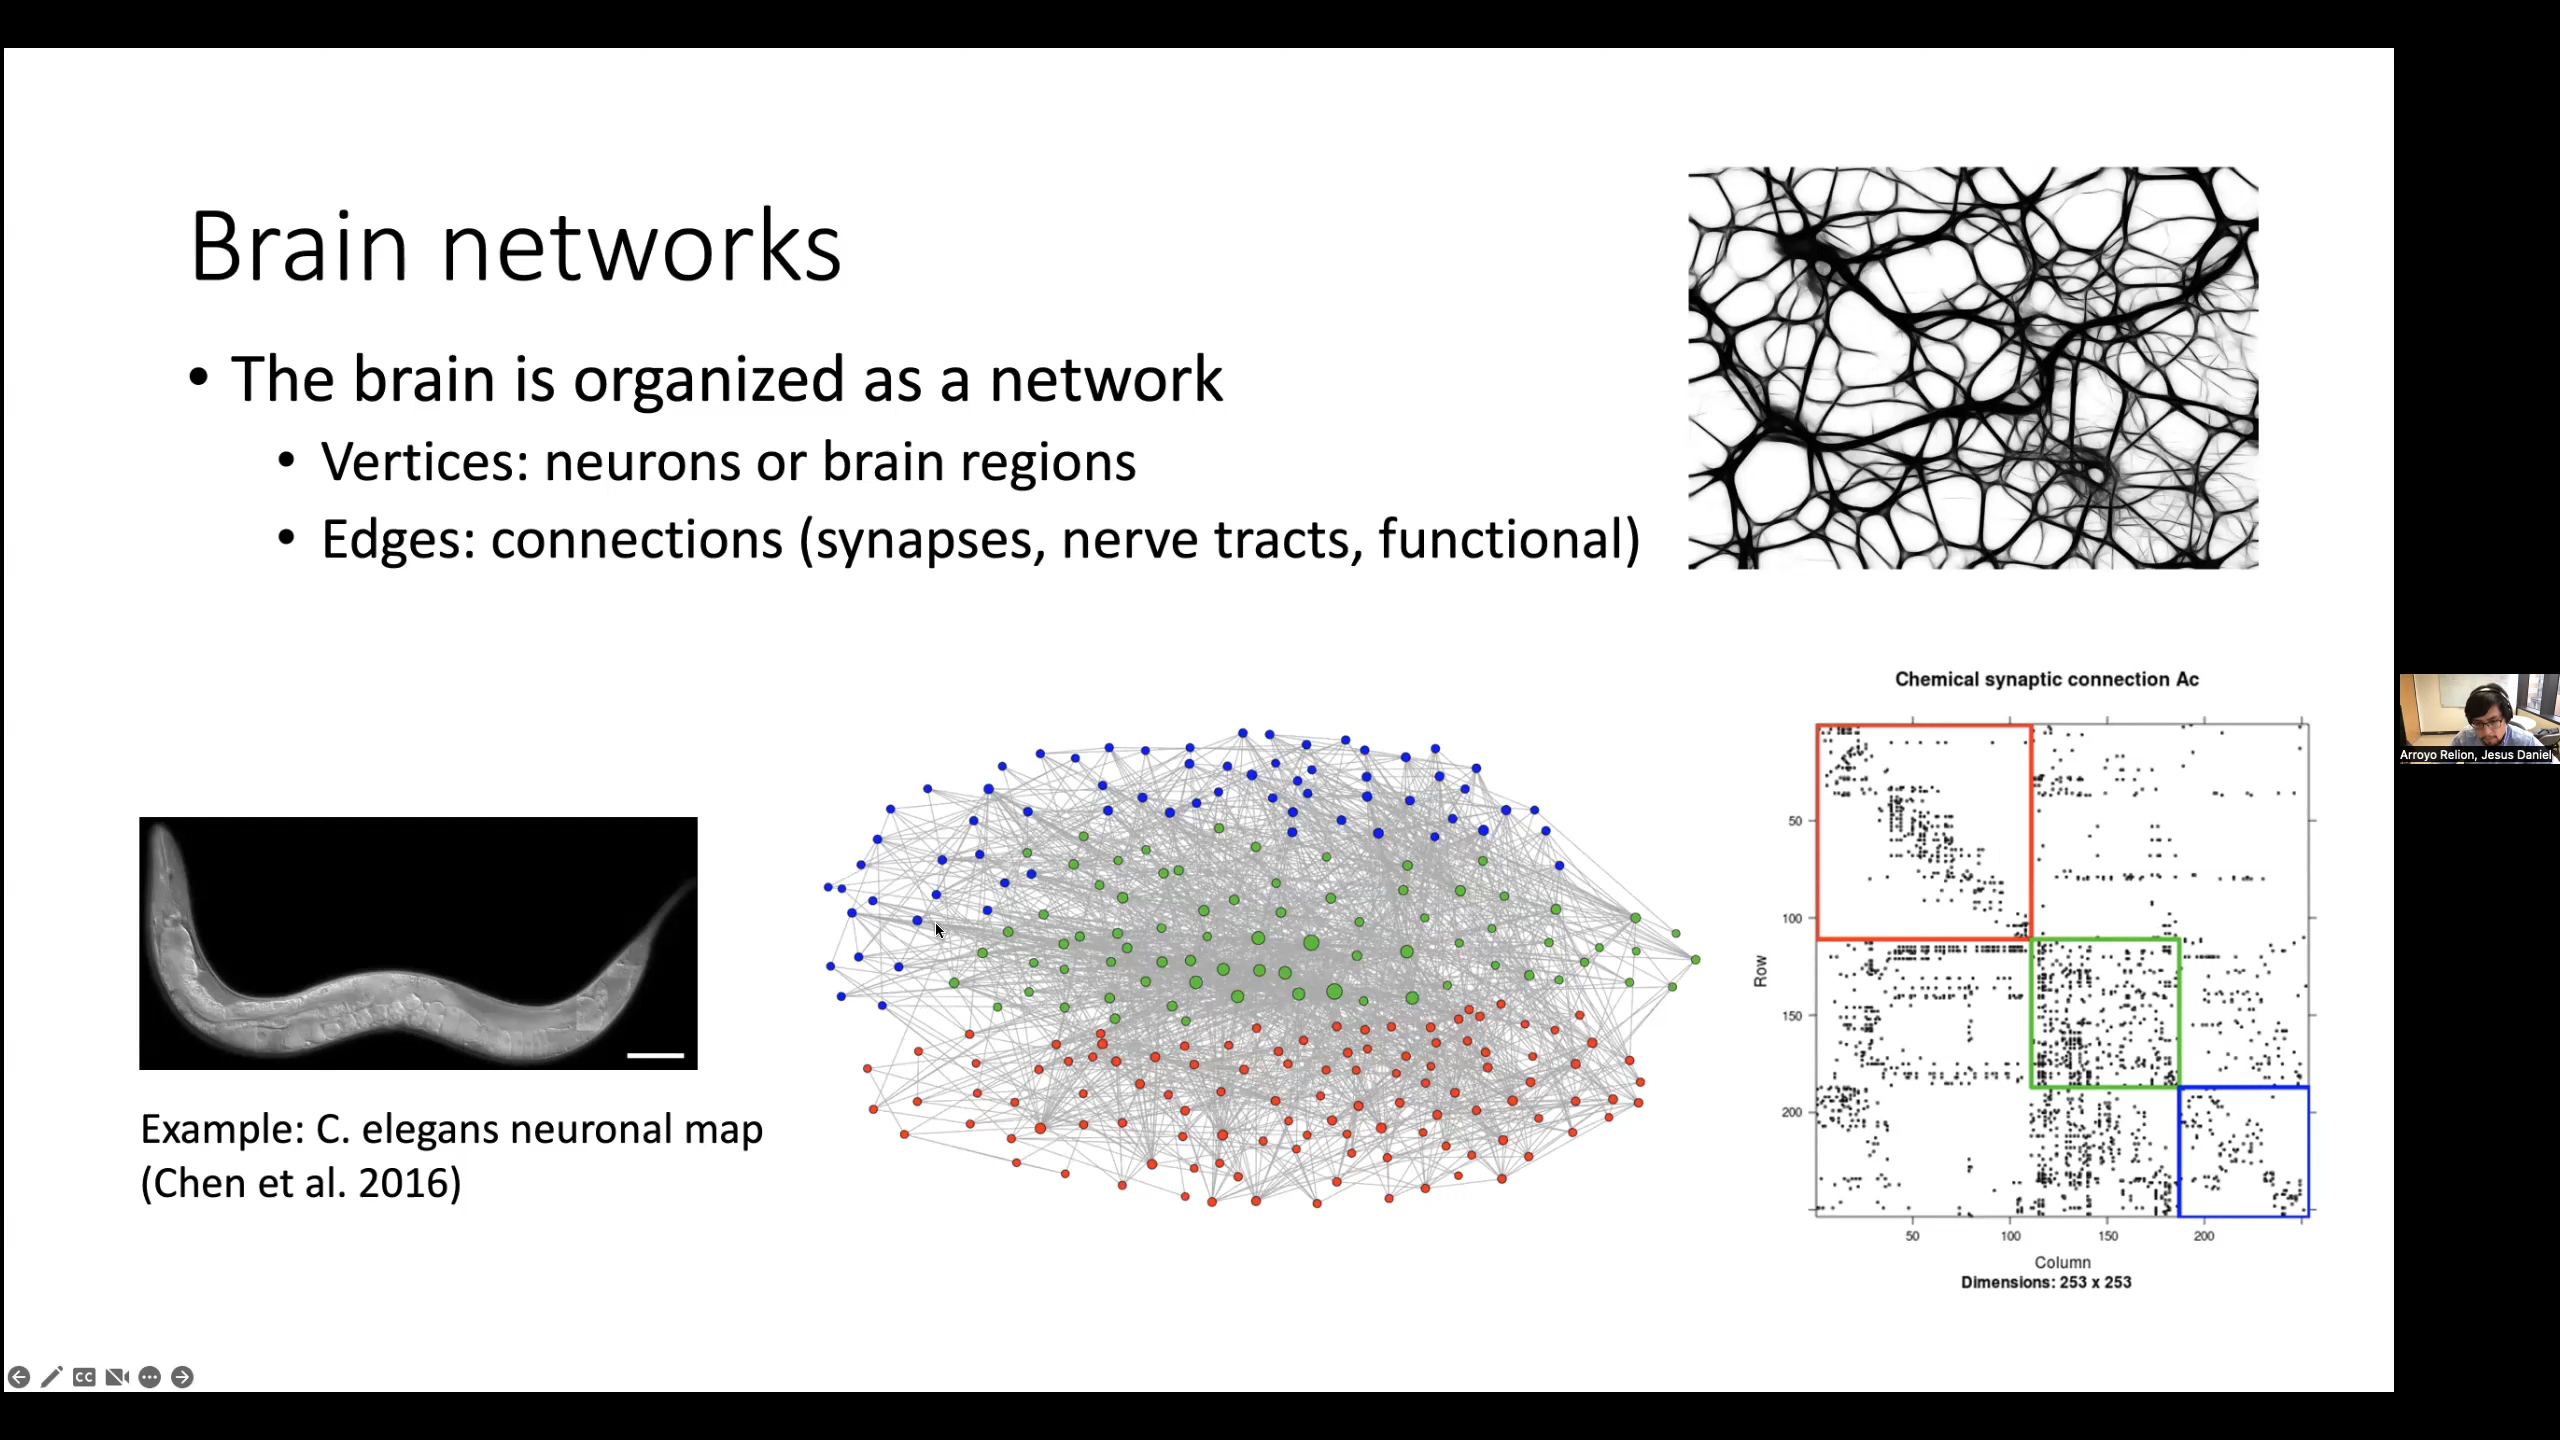 Brain networks
• The brain is organized as a network
• Vertices: neurons or brain regions
• Edges: connections (synapses, nerve tracts, functional)
Example: C. elegans neuronal map
(Chen et al. 2016)
Chemical synaptic connection Ac
50
100
150
200
Row
50 100 150 200
Column
Dimensions: 253 x 253
Arroyo Relion, Jesus Daniel
CC